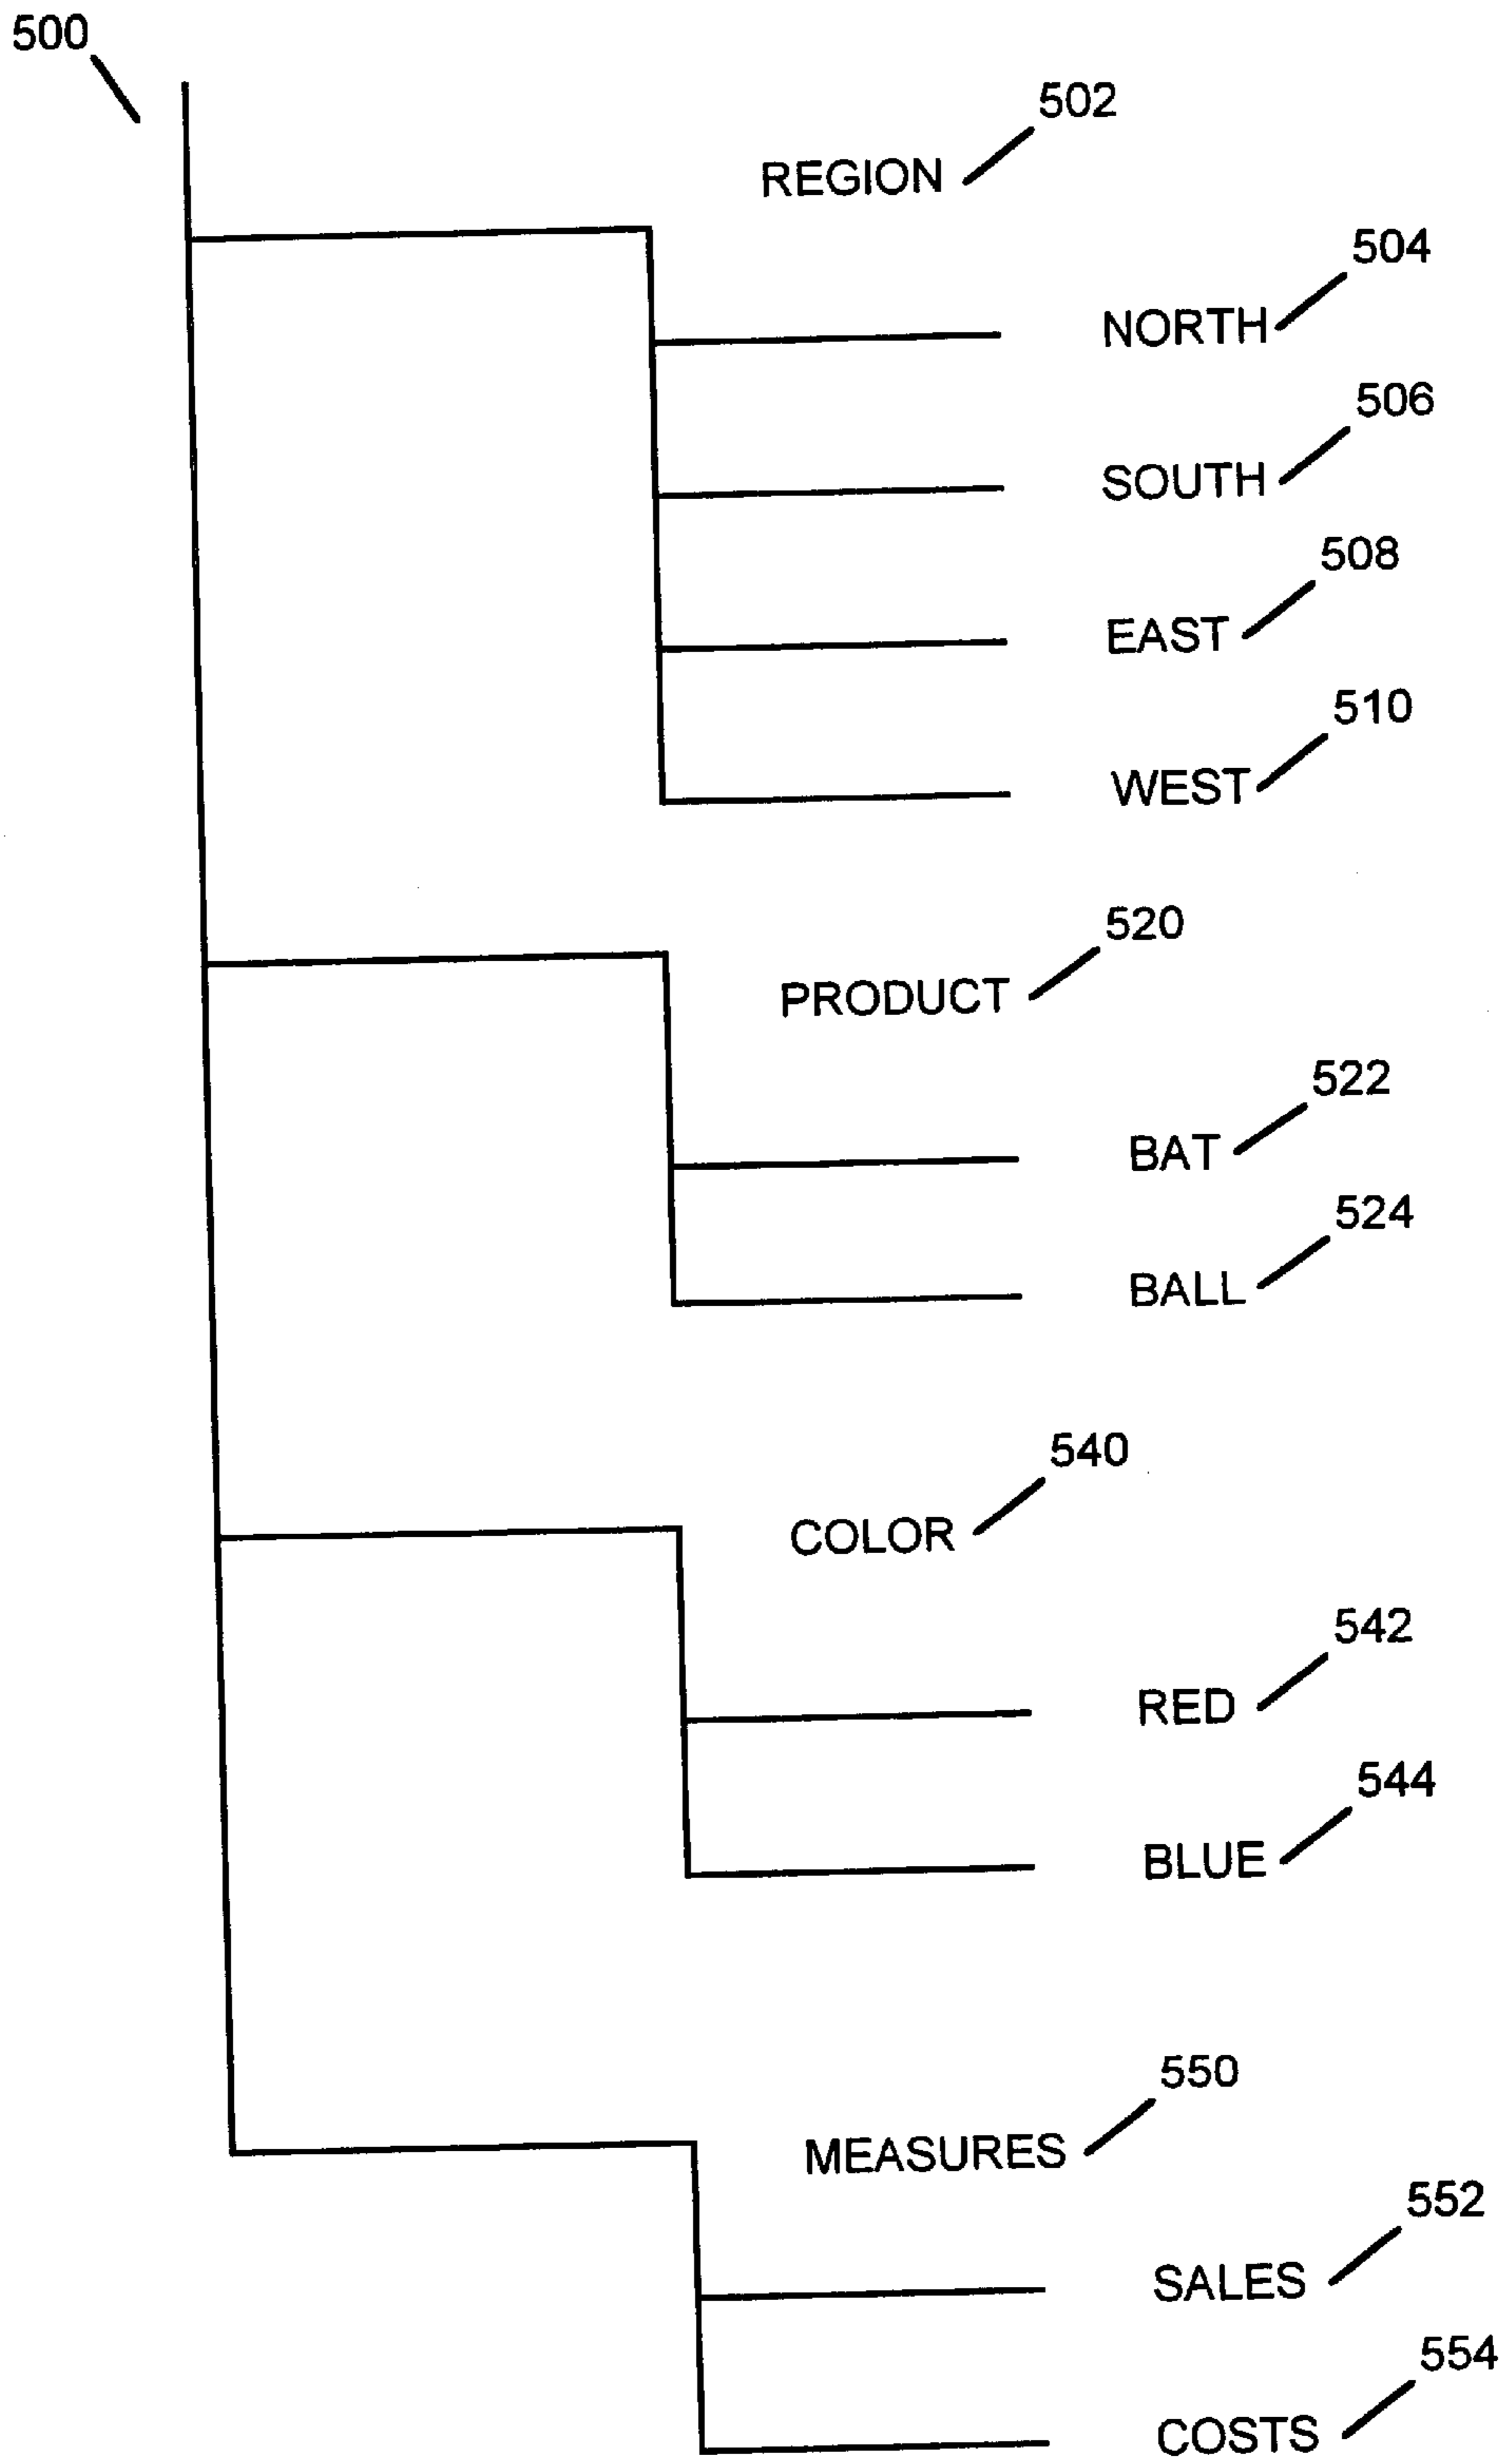 500
502
REGION
504
NORTH
506
SOUTH
508
EAST
510
WEST
520
PRODUCT
522
BAT
524
BALL
540
COLOR
542
RED
544
BLUE
550
MEASURES
552
SALES
554
COSTS